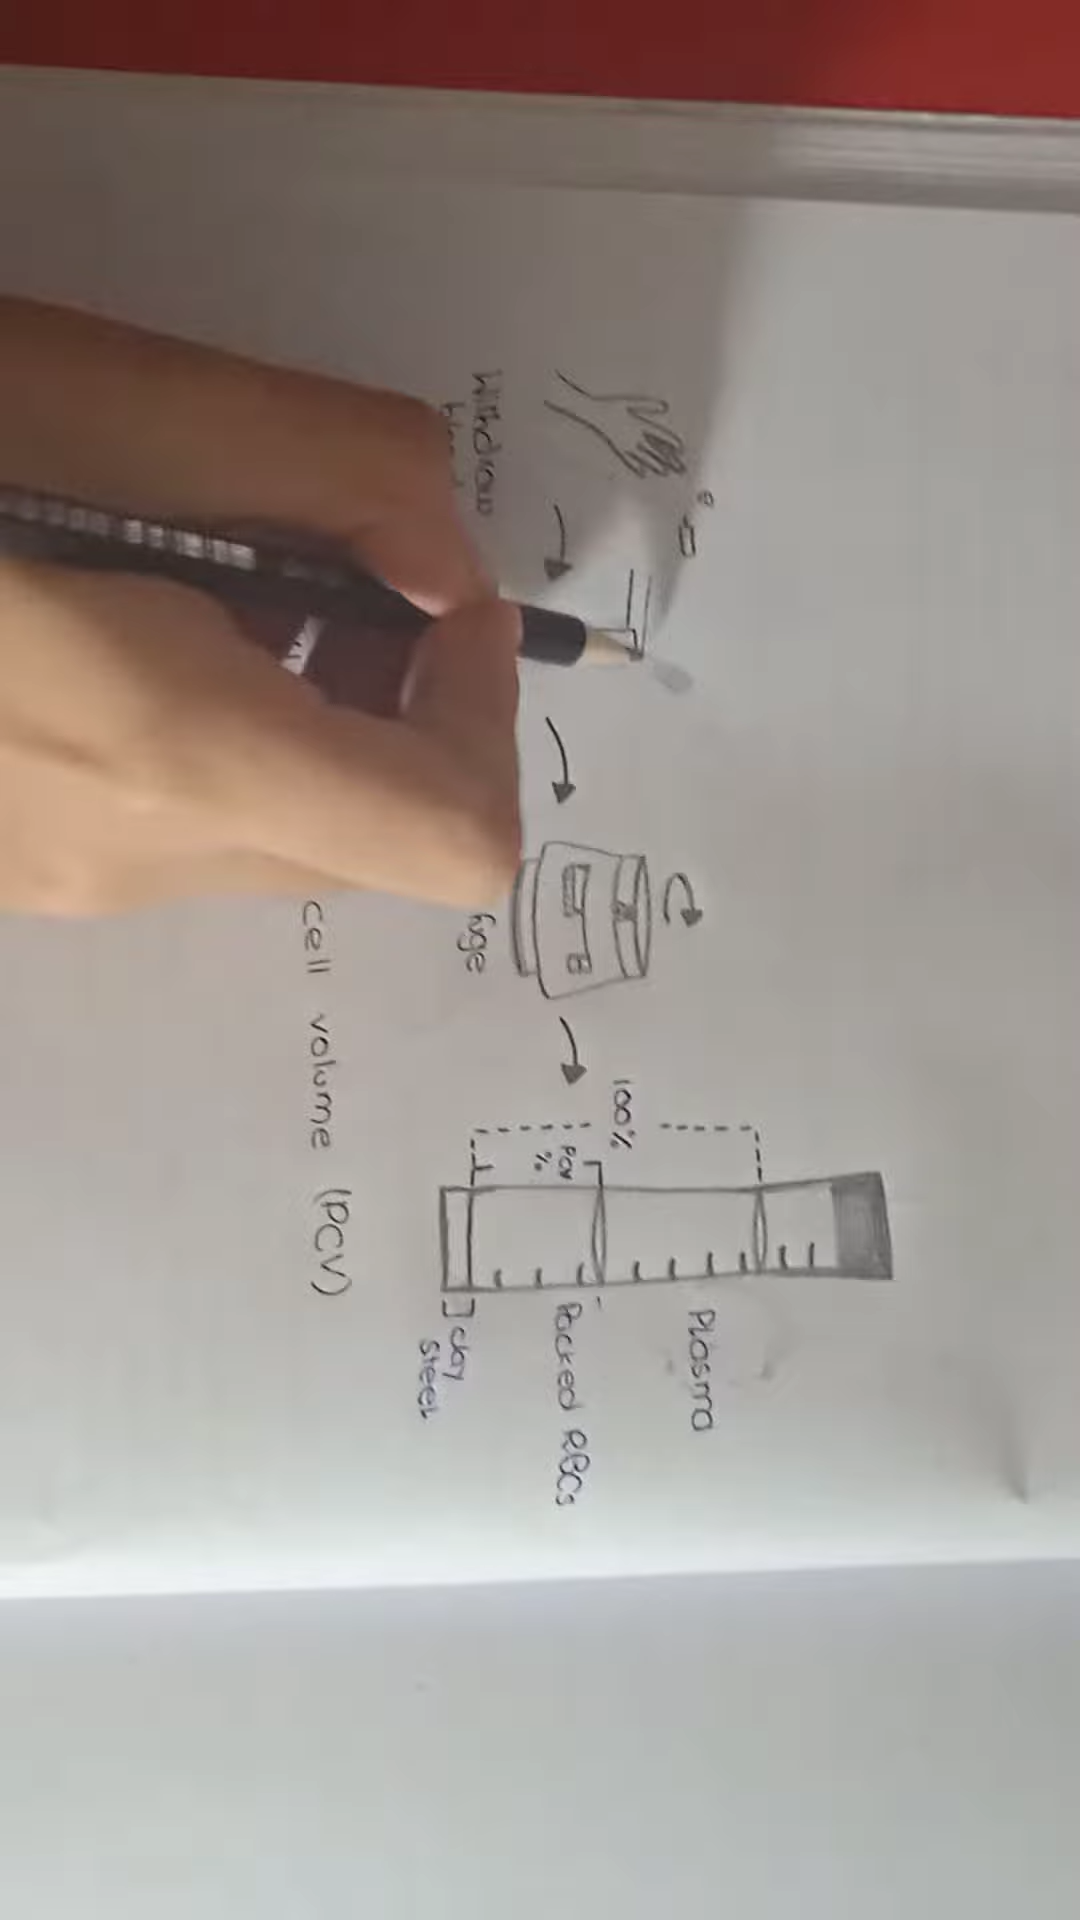 Withdraw
fuge
100%
PCV
%
Plasma
Packed RBCs
] clay
steel
cell volume (PCV)